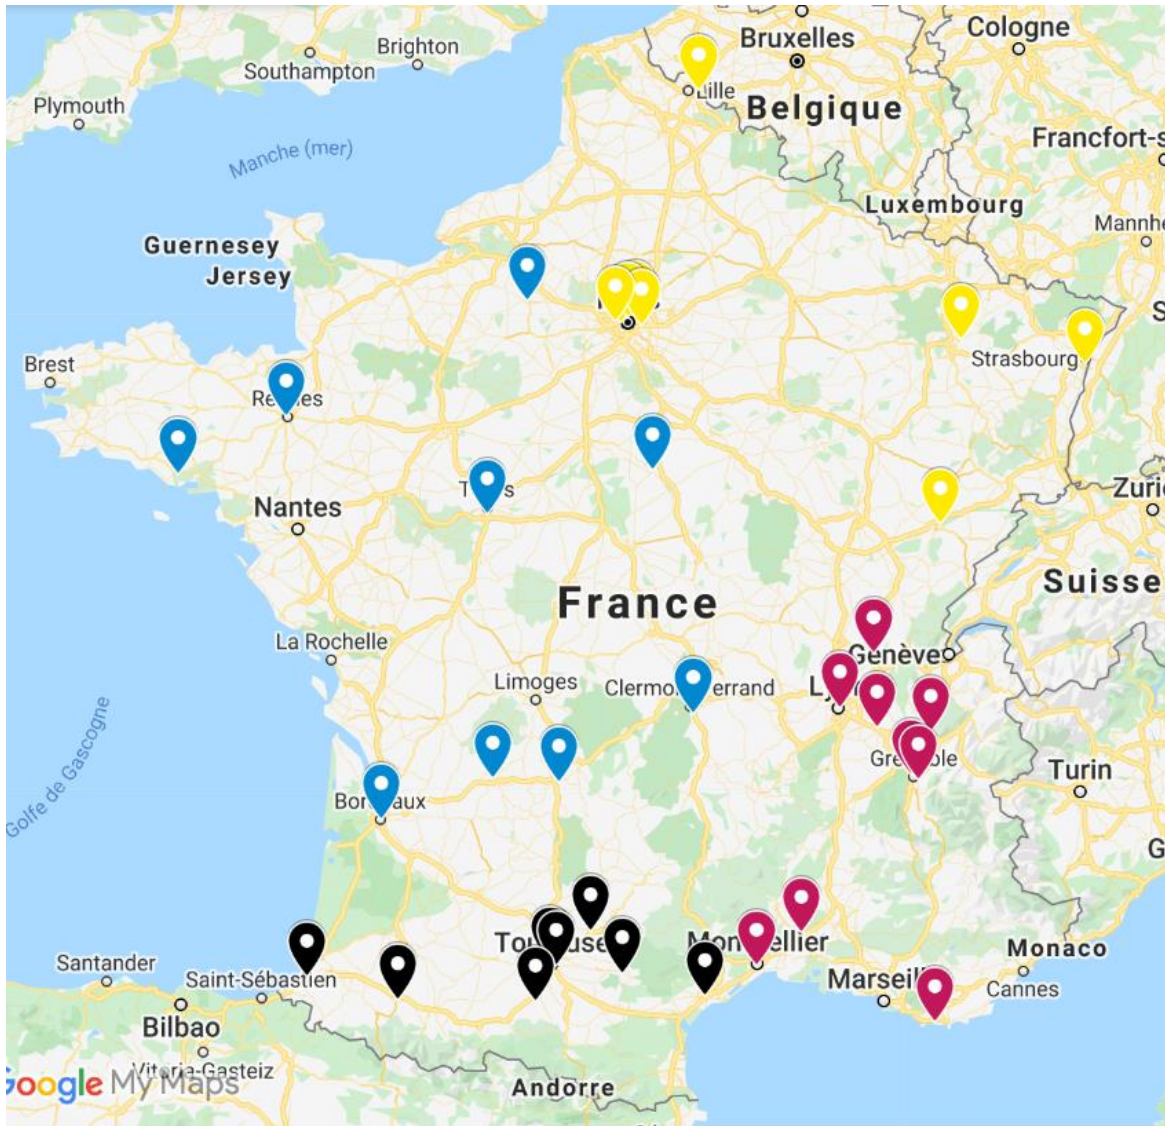 Brighton
Southampton
Plymouth
Manche (mer)
Bruxelles
Cologne
Lille
Belgique
Francfort-s
Luxembourg
Mannhe
Guernesey
Jersey
S
Brest
Strasbourg
Nantes
Zuri
France
Suisse
La Rochelle
Genève
Limoges
Golfe de Gascogne
Turin
G
Monaco
Santander
Saint-Sébastien
Cannes
Bilbao
Vitoria-Gasteiz
Google My Maps
Andorre